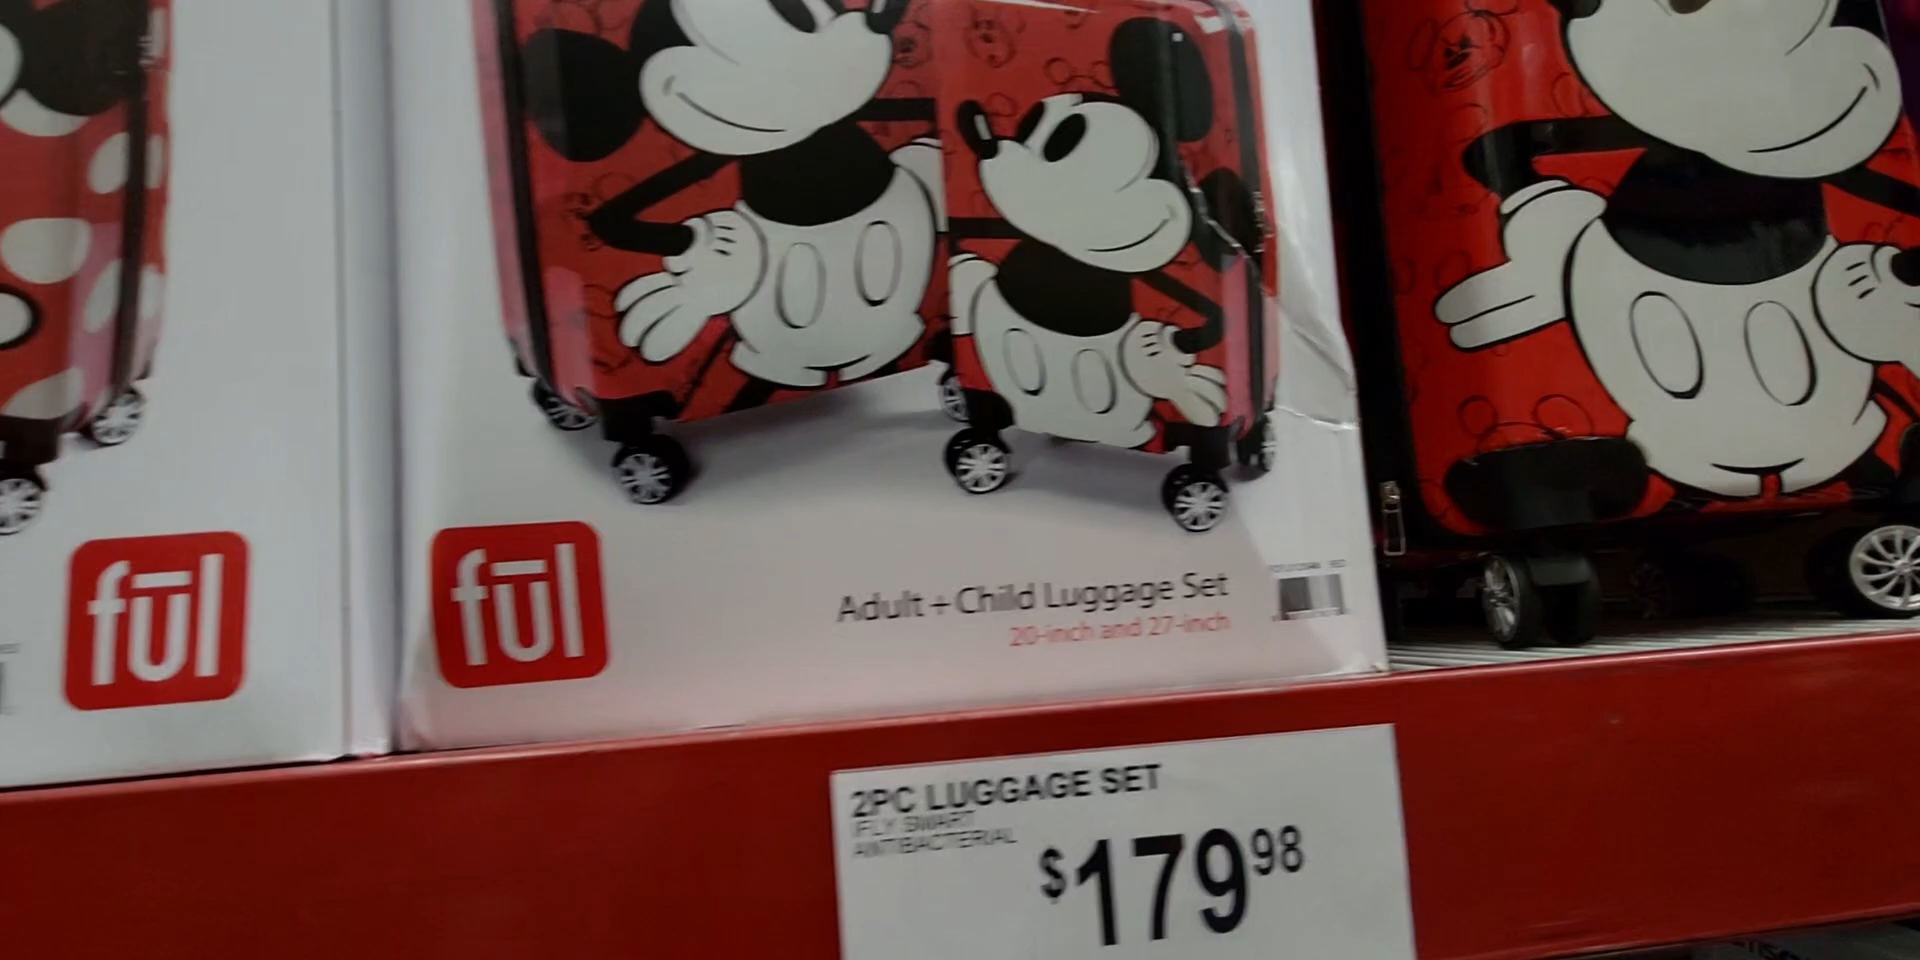 fūl
fūl
Adult + Child Luggage Set
20-inch and 27-inch
2PC LUGGAGE SET
IFLY SMART
ANTIBACTERIAL
$179.98